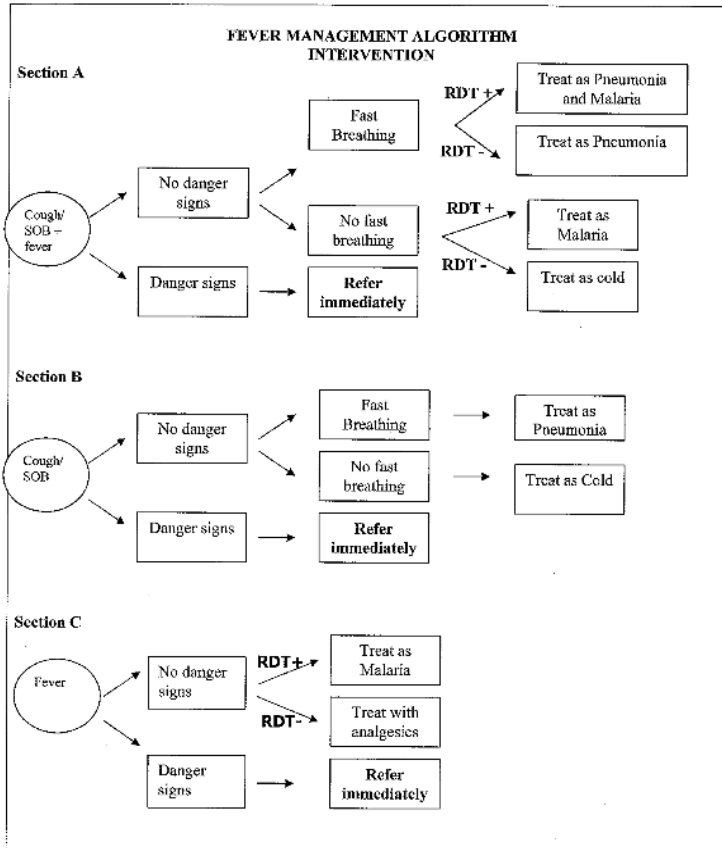 FEVER MANAGEMENT ALGORITHM
INTERVENTION
Section A
RDT +
Treat as Pneumonia
and Malaria
Fast
Breathing
RDT -
Treat as Pneumonia
No danger
signs
Cough/
SOB +
fever
No fast
breathing
RDT +
Treat as
Malaria
RDT -
Treat as cold
Danger signs
Refer
immediately
Section B
Fast
Breathing
Treat as
Pneumonia
No danger
signs
Cough/
SOB
No fast
breathing
Treat as Cold
Danger signs
Refer
immediately
Section C
Fever
No danger
signs
RDT+
Treat as
Malaria
RDT-
Treat with
analgesics
Danger
signs
Refer
immediately